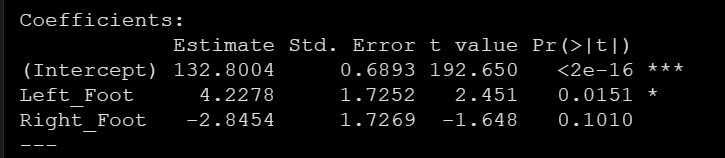 Coefficients:
            Estimate Std. Error t value Pr(>|t|)
(Intercept) 132.8004     0.6893 192.650   <2e-16 ***
Left_Foot     4.2278     1.7252   2.451   0.0151 *
Right_Foot   -2.8454     1.7269  -1.648   0.1010
---